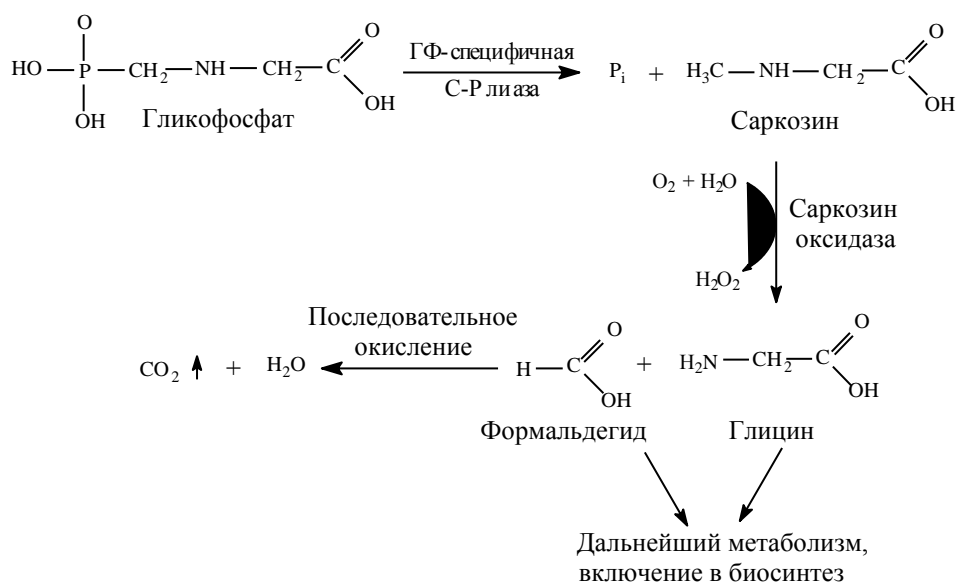 O
HO—P—CH2—NH—CH2—C
OH
O
OH
Гликофосфат
ГФ-специфичная
С-Р лиаза
Pi + H3C—NH—CH2—C
O
OH
Саркозин
O2 + H2O
H2O2
Саркозин
оксидаза
Последовательное
окисление
CO2 + H2O
H—C
O
OH
+
H2N—CH2—C
O
OH
Формальдегид
Глицин
Дальнейший метаболизм,
включение в биосинтез